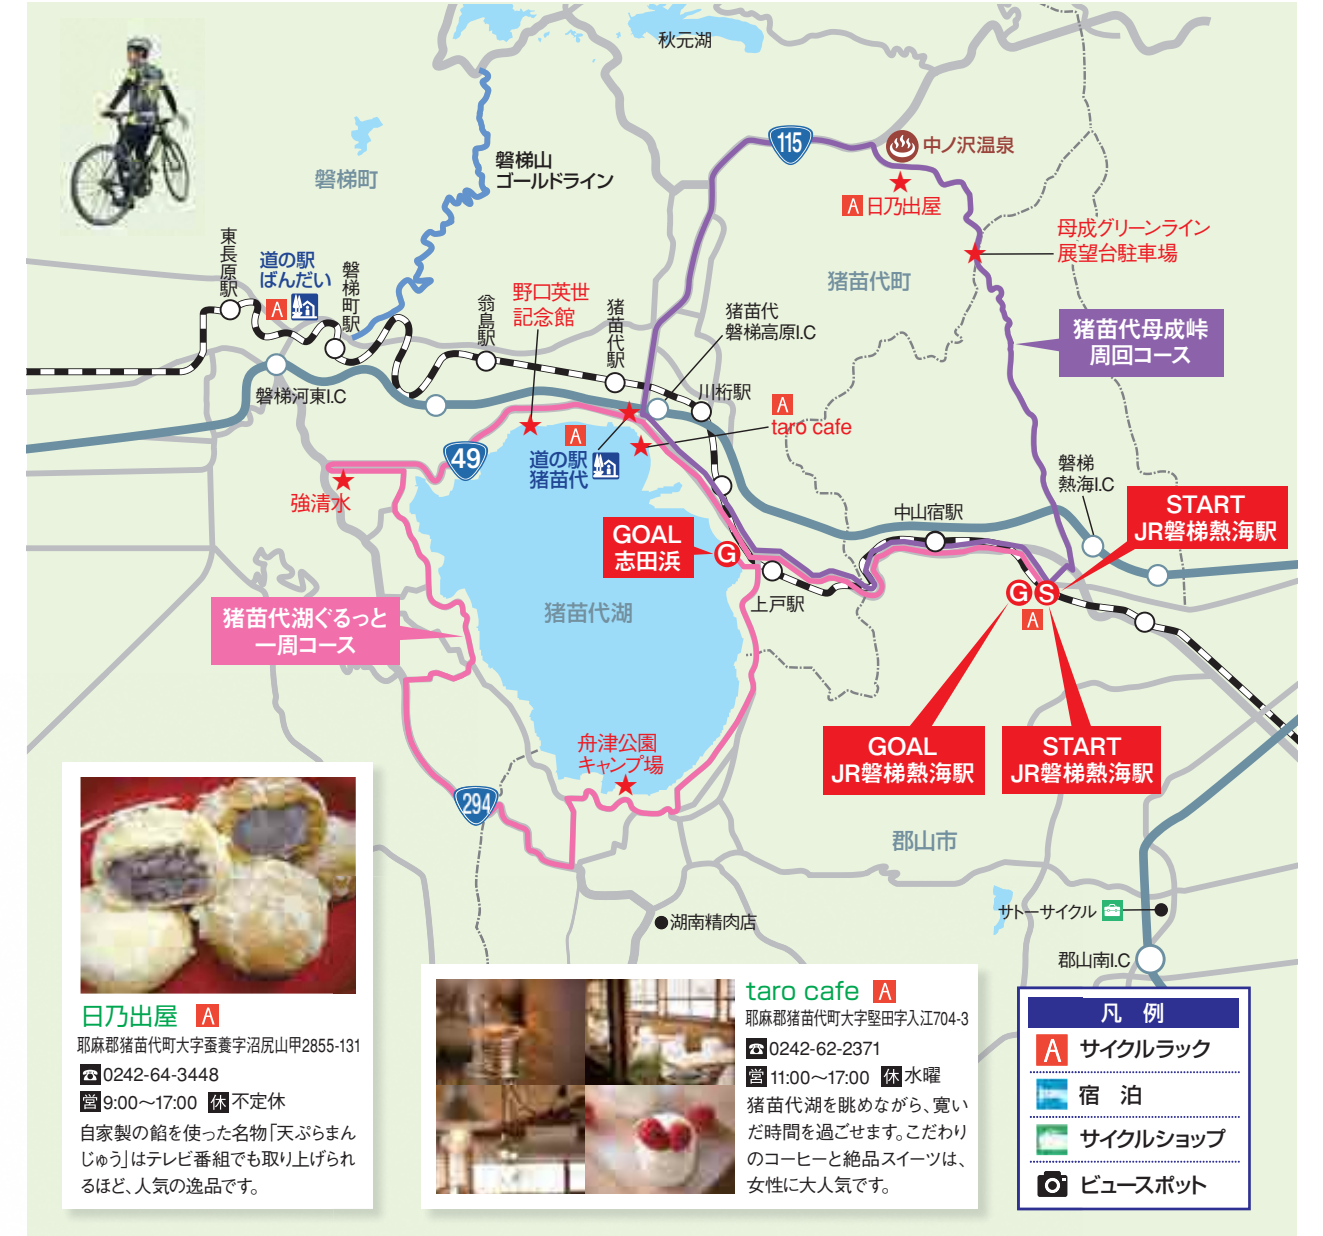 秋元湖
115
中ノ沢温泉
磐梯山
ゴールドライン
磐梯町
A 日乃出屋
母成グリーンライン
展望台駐車場
東長原駅
道の駅
ばんだい
A
磐梯町駅
猪苗代町
野口英世
記念館
翁島駅
猪苗代駅
猪苗代
磐梯高原I.C
猪苗代母成峠
周回コース
磐梯河東I.C
川桁駅
A
taro cafe
49
A
道の駅
猪苗代
強清水
磐梯
熱海I.C
START
JR磐梯熱海駅
中山宿駅
GOAL
志田浜
G
上戸駅
G S
A
猪苗代湖
猪苗代湖ぐるっと
一周コース
舟津公園
キャンプ場
GOAL
JR磐梯熱海駅
START
JR磐梯熱海駅
294
郡山市
湖南精肉店
サトーサイクル
郡山南I.C
日乃出屋 A
耶麻郡猪苗代町大字蚕養字沼尻山甲2855-131
☎0242-64-3448
営9:00〜17:00 休不定休
自家製の餡を使った名物「天ぷらまん
じゅう」はテレビ番組でも取り上げられ
るほど、人気の逸品です。
taro cafe A
耶麻郡猪苗代町大字堅田字入江704-3
☎0242-62-2371
営11:00〜17:00 休水曜
猪苗代湖を眺めながら、寛い
だ時間を過ごせます。こだわり
のコーヒーと絶品スイーツは、
女性に大人気です。
凡 例
A サイクルラック
宿 泊
サイクルショップ
ビュースポット